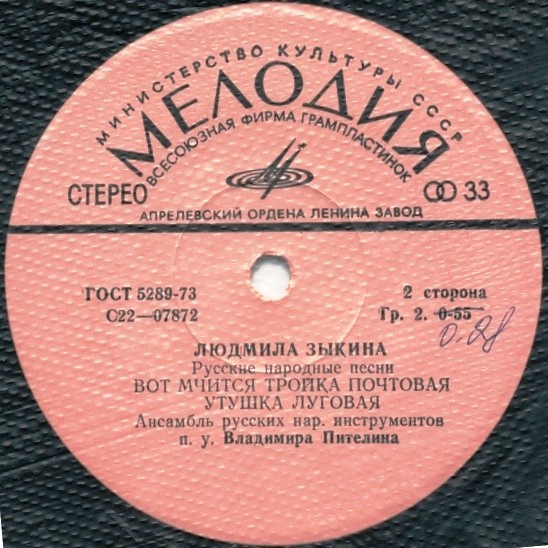 МИНИСТЕРСТВО КУЛЬТУРЫ СССР
МЕЛОДИЯ
ВСЕСОЮЗНАЯ ФИРМА ГРАМПЛАСТИНОК
СТЕРЕО 33
АПРЕЛЕВСКИЙ ОРДЕНА ЛЕНИНА ЗАВОД
ГОСТ 5289-73 2 сторона
С22—07872 Гр. 2. 0-55
0.28
ЛЮДМИЛА ЗЫКИНА
Русские народные песни
ВОТ МЧИТСЯ ТРОЙКА ПОЧТОВАЯ
УТУШКА ЛУГОВАЯ
Ансамбль русских нар. инструментов
п. у. Владимира Пителина